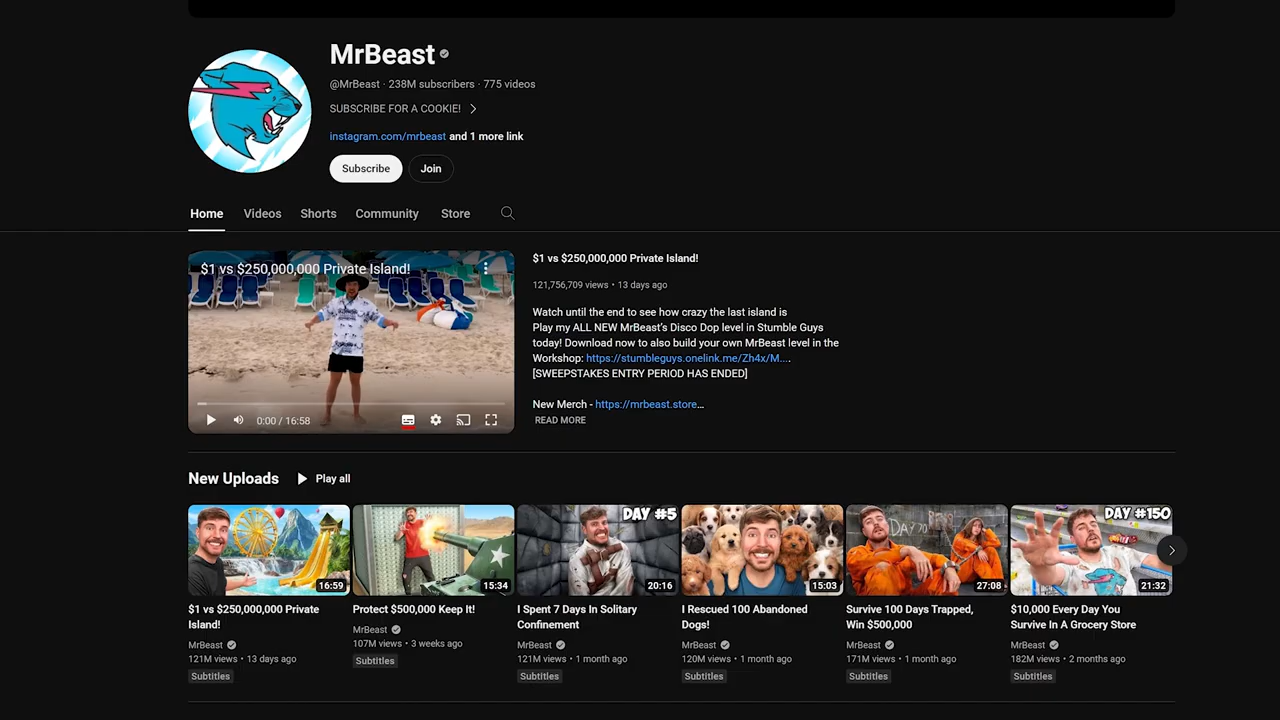 MrBeast
@MrBeast · 238M subscribers · 775 videos
SUBSCRIBE FOR A COOKIE!
instagram.com/mrbeast and 1 more link
Subscribe
Join
Home
Videos
Shorts
Community
Store
$1 vs $250,000,000 Private Island!
0:00 / 16:58
$1 vs $250,000,000 Private Island!
121,756,709 views • 13 days ago
Watch until the end to see how crazy the last island is
Play my ALL NEW MrBeast's Disco Dop level in Stumble Guys
today! Download now to also build your own MrBeast level in the
Workshop: https://stumbleguys.onelink.me/Zh4x/M....
[SWEEPSTAKES ENTRY PERIOD HAS ENDED]
New Merch - https://mrbeast.store…
READ MORE
New Uploads
Play all
16:59
$1 vs $250,000,000 Private
Island!
MrBeast
121M views • 13 days ago
Subtitles
15:34
Protect $500,000 Keep It!
MrBeast
107M views • 3 weeks ago
Subtitles
DAY #5
20:16
I Spent 7 Days In Solitary
Confinement
MrBeast
121M views • 1 month ago
Subtitles
15:03
I Rescued 100 Abandoned
Dogs!
MrBeast
120M views • 1 month ago
Subtitles
DAY 70
27:08
Survive 100 Days Trapped,
Win $500,000
MrBeast
171M views • 1 month ago
Subtitles
DAY #150
21:32
$10,000 Every Day You
Survive In A Grocery Store
MrBeast
182M views • 2 months ago
Subtitles